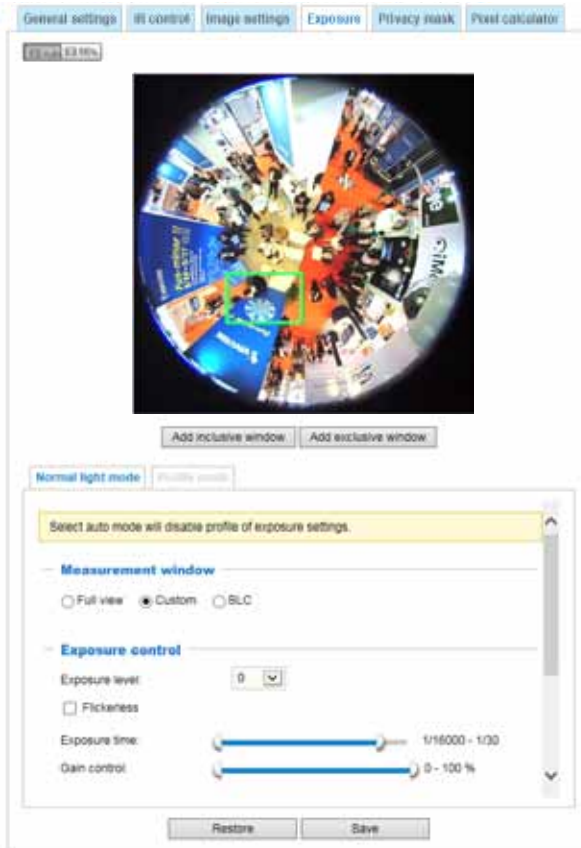 General settings
IR control
Image settings
Exposure
Privacy mask
Pixel calculator
Add inclusive window
Add exclusive window
Normal light mode
Profile mode
Select auto mode will disable profile of exposure settings.
Measurement window
Full view
Custom
BLC
Exposure control
Exposure level:
0
Flickerless
Exposure time:
1/16000 - 1/30
Gain control:
0 - 100 %
Restore
Save